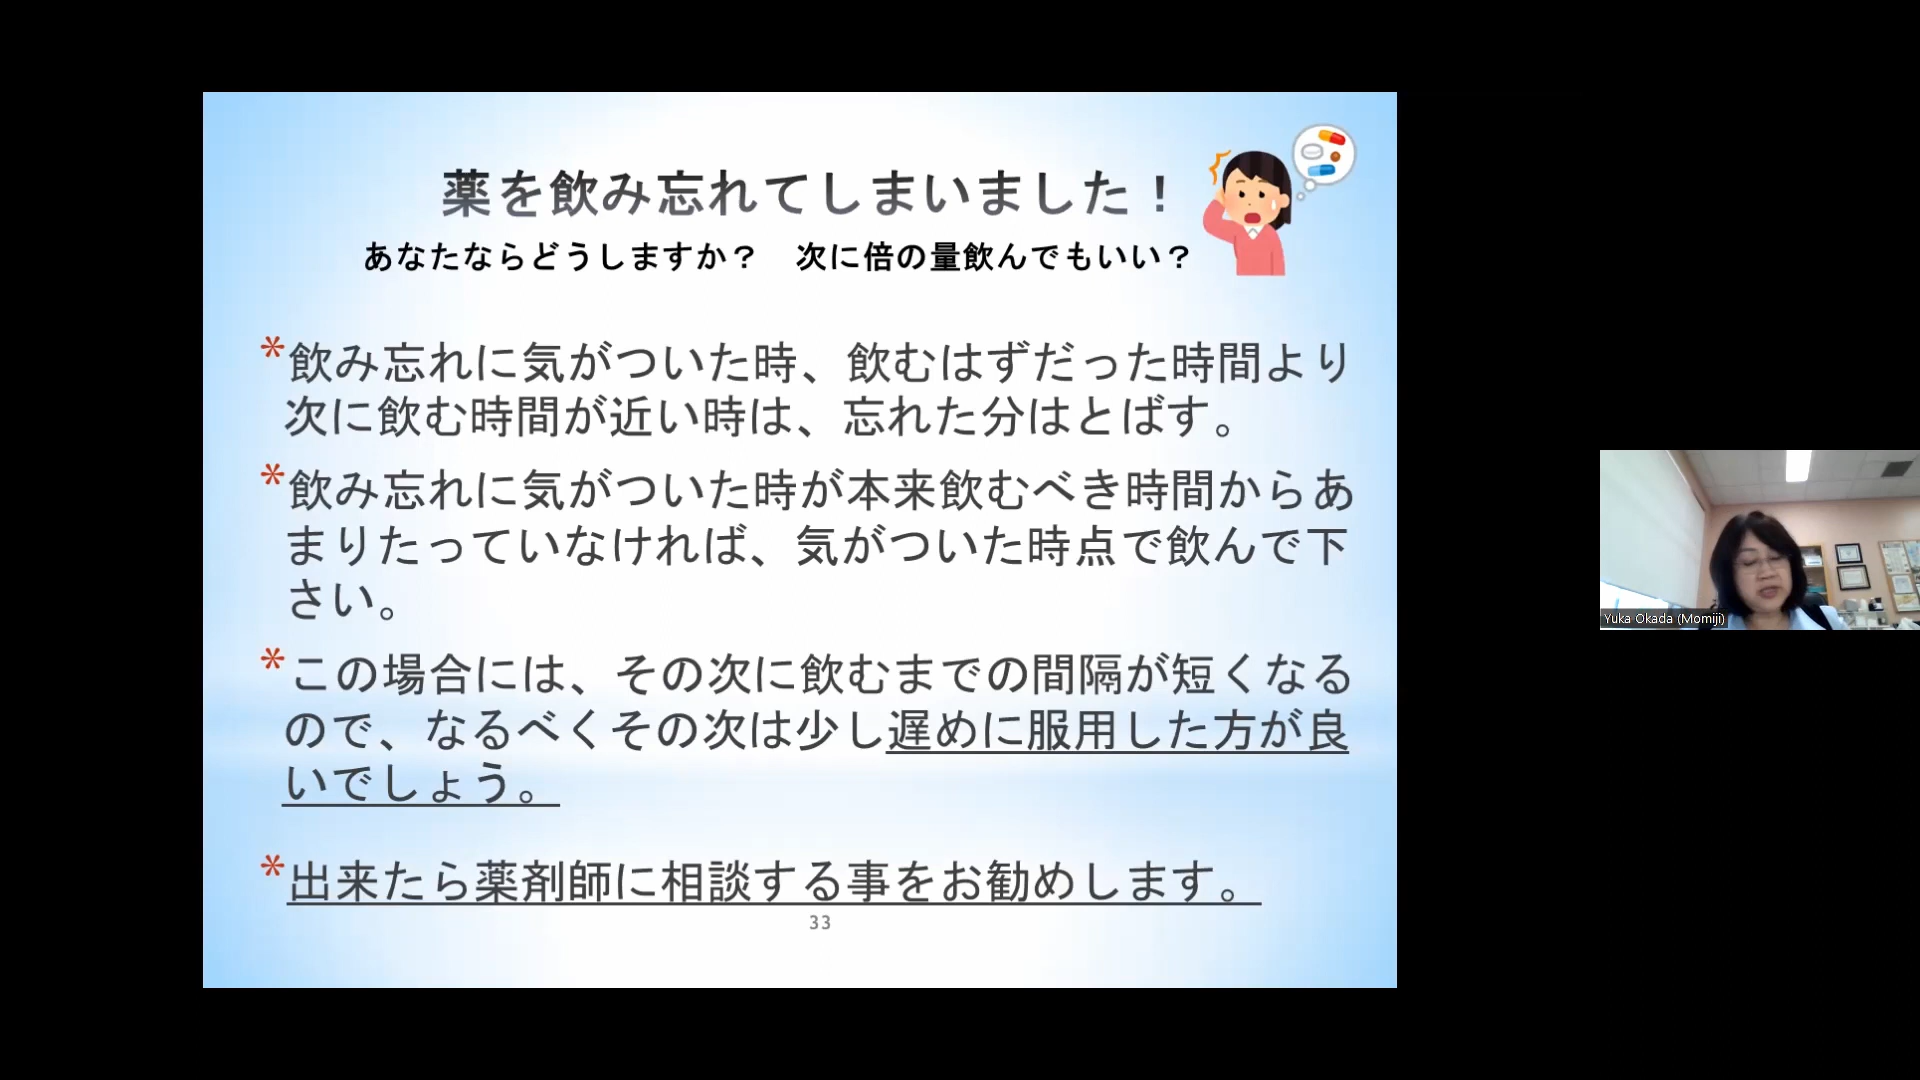 薬を飲み忘れてしまいました！
あなたならどうしますか？　次に倍の量飲んでもいい？
*飲み忘れに気がついた時、飲むはずだった時間より
次に飲む時間が近い時は、忘れた分はとばす。
*飲み忘れに気がついた時が本来飲むべき時間からあ
まりたっていなければ、気がついた時点で飲んで下
さい。
*この場合には、その次に飲むまでの間隔が短くなる
ので、なるべくその次は少し遅めに服用した方が良
いでしょう。
*出来たら薬剤師に相談する事をお勧めします。
33
Yuka Okada (Momiji)